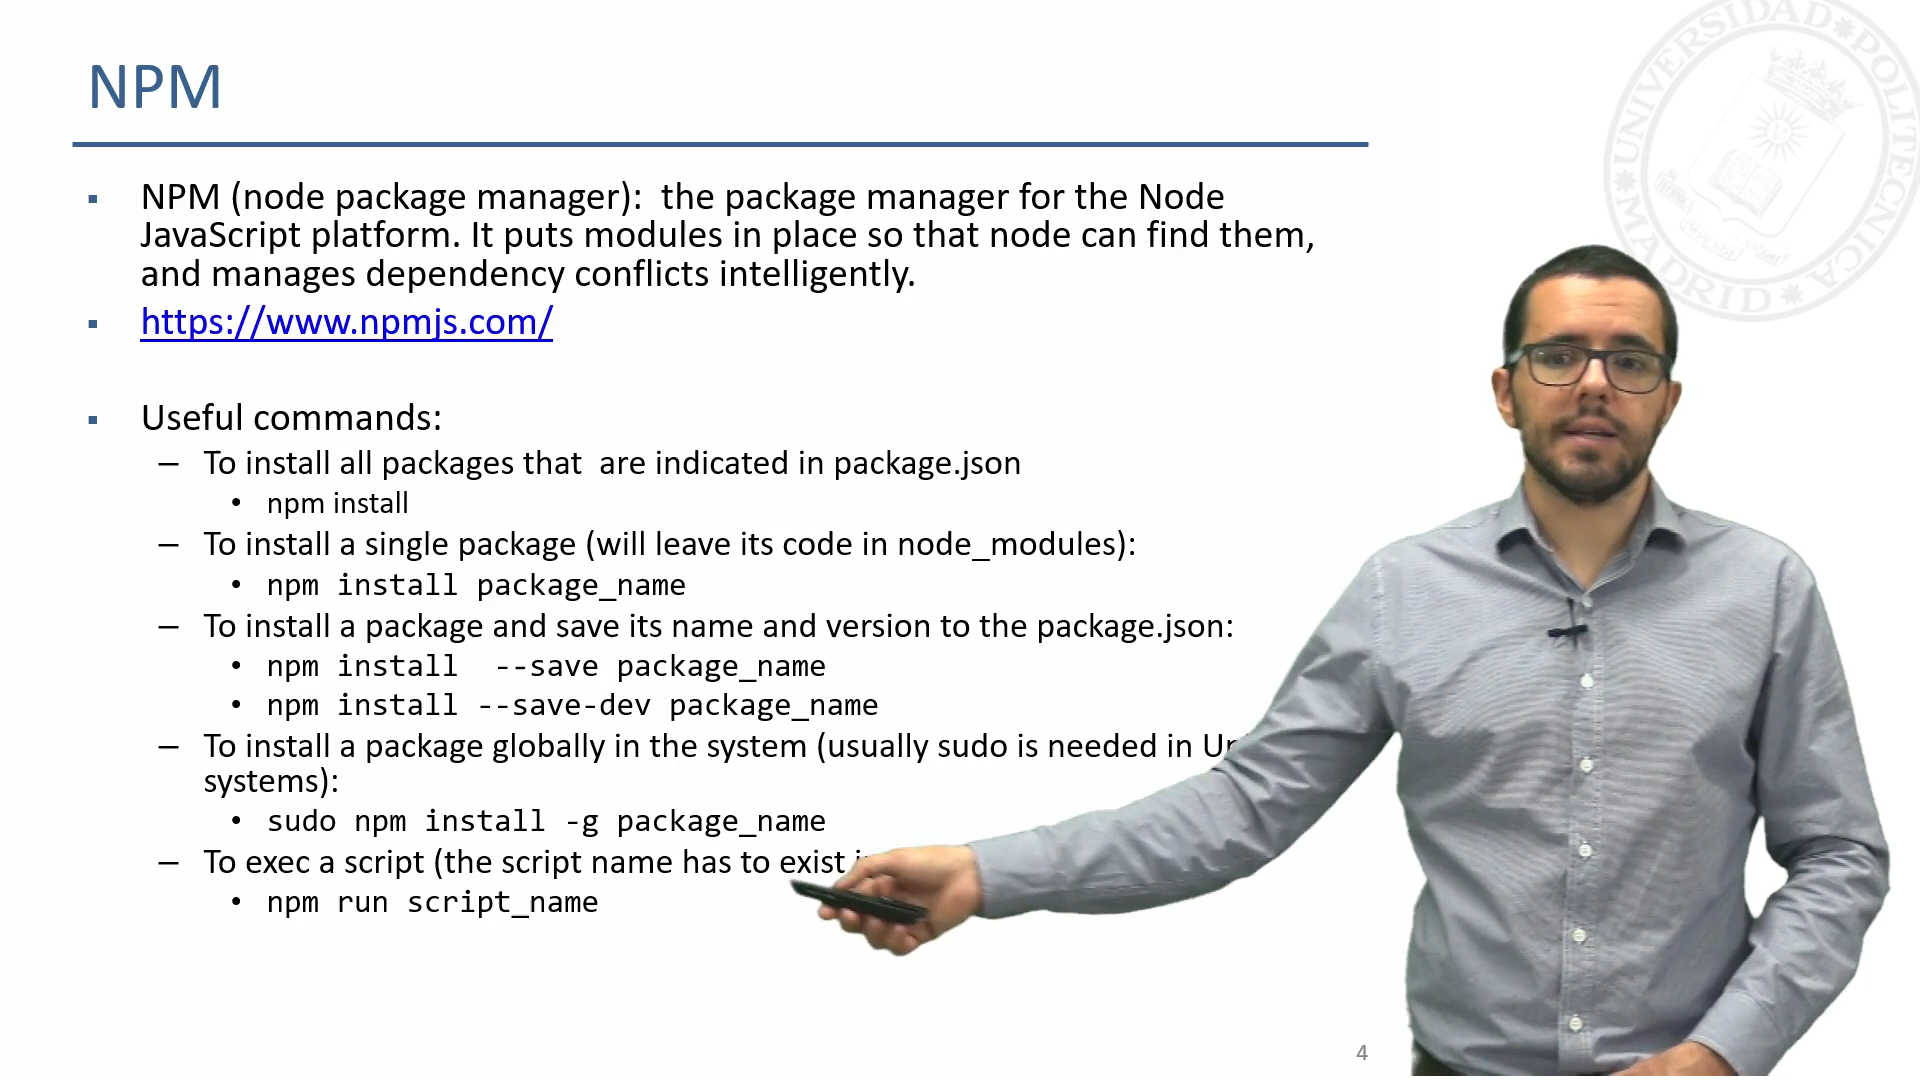 NPM
NPM (node package manager):  the package manager for the Node
JavaScript platform. It puts modules in place so that node can find them,
and manages dependency conflicts intelligently.
https://www.npmjs.com/
Useful commands:
– To install all packages that  are indicated in package.json
• npm install
– To install a single package (will leave its code in node_modules):
• npm install package_name
– To install a package and save its name and version to the package.json:
• npm install  --save package_name
• npm install --save-dev package_name
– To install a package globally in the system (usually sudo is needed in
systems):
• sudo npm install -g package_name
– To exec a script (the script name has to exist
• npm run script_name
4
UNIVERSIDAD POLITECNICA MADRID